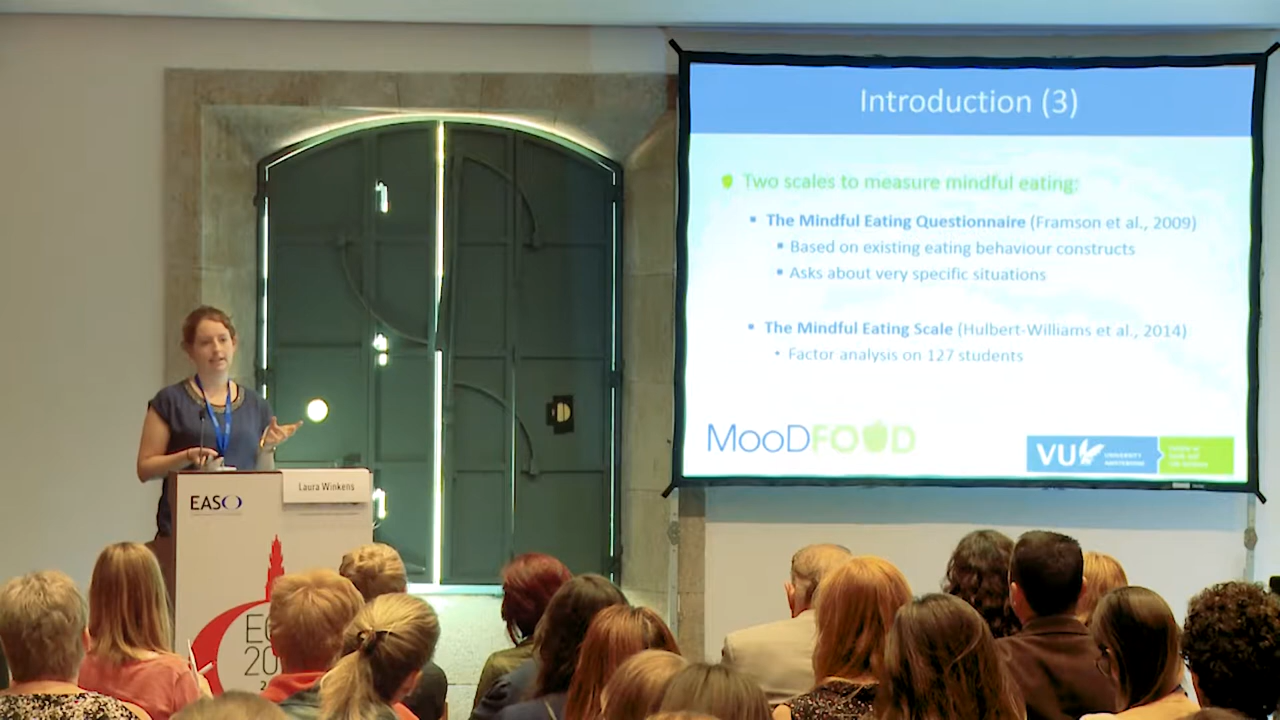 Introduction (3)
Two scales to measure mindful eating:
The Mindful Eating Questionnaire (Framson et al., 2009)
Based on existing eating behaviour constructs
Asks about very specific situations
The Mindful Eating Scale (Hulbert-Williams et al., 2014)
Factor analysis on 127 students
MooDFOOD
VU
UNIVERSITY
AMSTERDAM
Laura Winkens
EASO